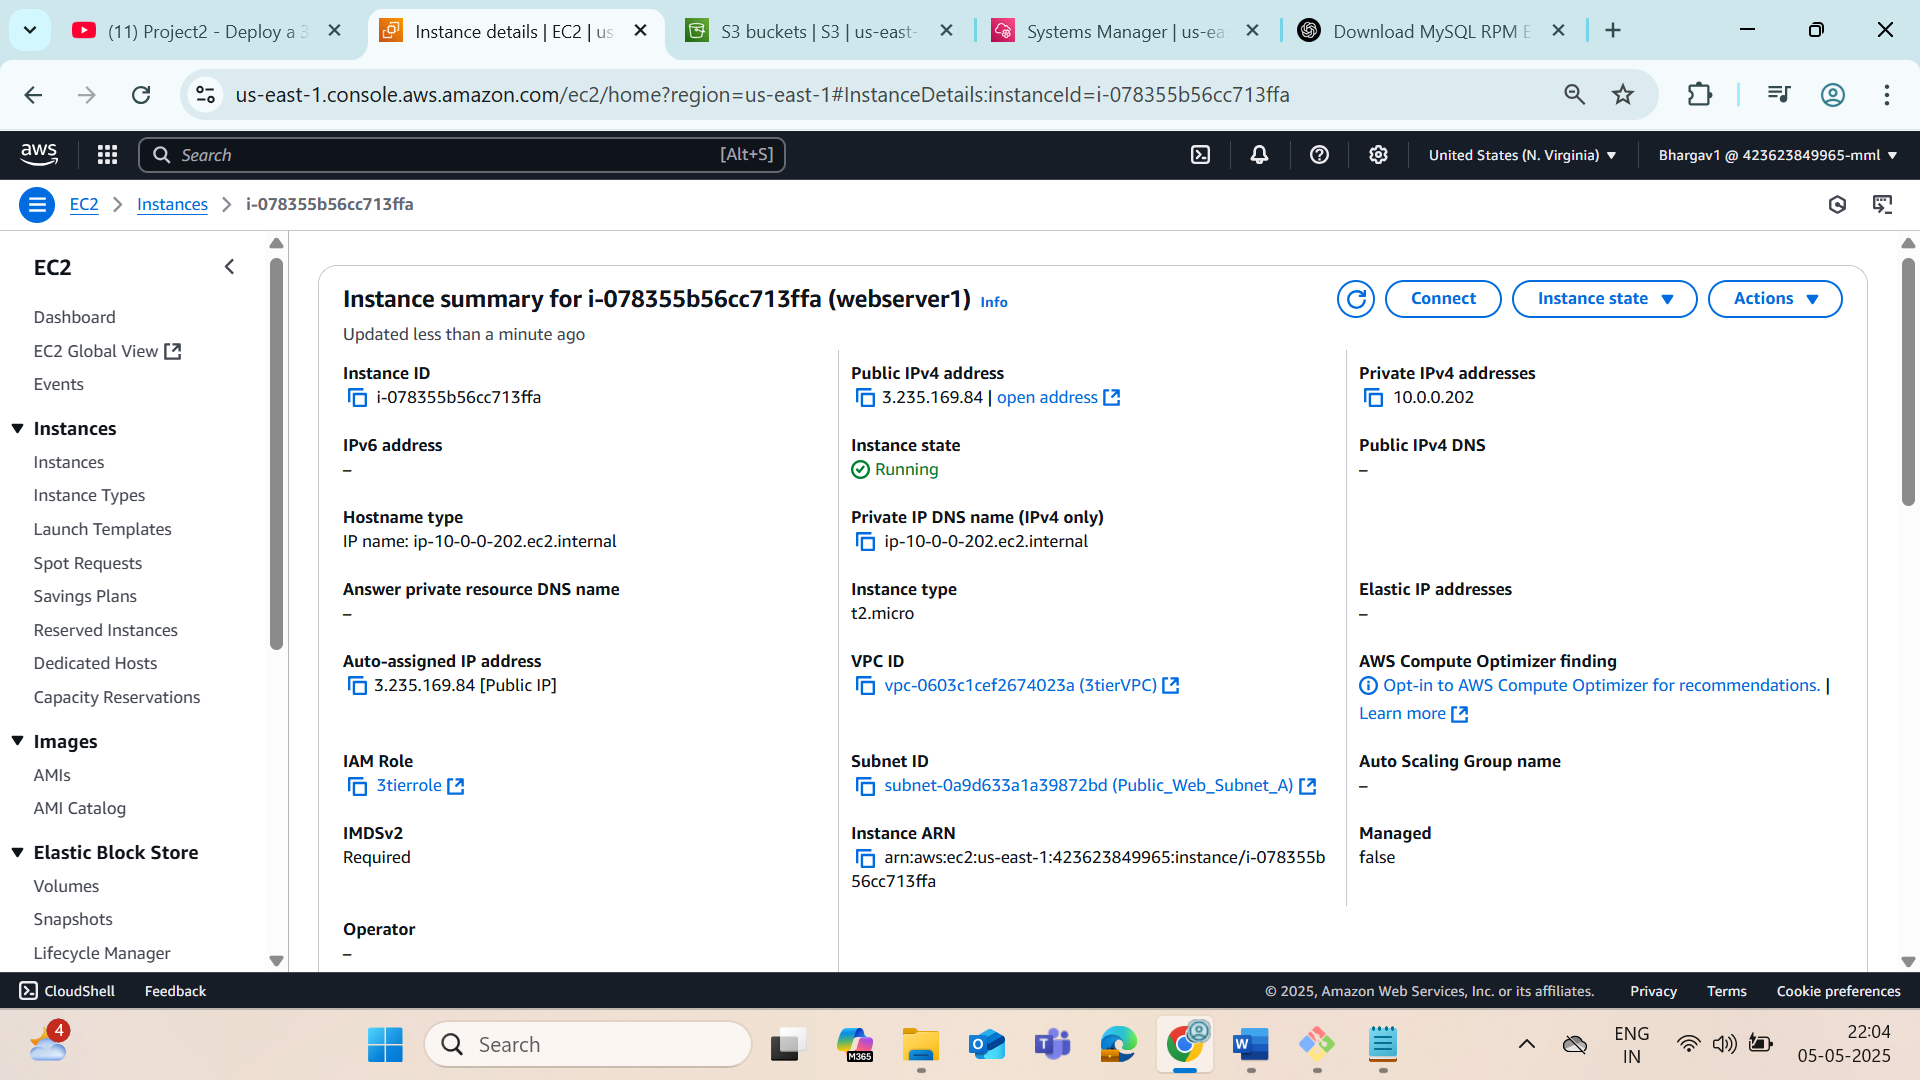 (11) Project2 - Deploy a 3
Instance details | EC2 | us
S3 buckets | S3 | us-east-
Systems Manager | us-ea
Download MySQL RPM E
us-east-1.console.aws.amazon.com/ec2/home?region=us-east-1#InstanceDetails:instanceId=i-078355b56cc713ffa
aws
Search
[Alt+S]
United States (N. Virginia)
Bhargav1 @ 423623849965-mml
EC2
Instances
i-078355b56cc713ffa
EC2
Dashboard
EC2 Global View
Events
Instances
Instances
Instance Types
Launch Templates
Spot Requests
Savings Plans
Reserved Instances
Dedicated Hosts
Capacity Reservations
Images
AMIs
AMI Catalog
Elastic Block Store
Volumes
Snapshots
Lifecycle Manager
Instance summary for i-078355b56cc713ffa (webserver1) Info
Updated less than a minute ago
Connect
Instance state
Actions
Instance ID
i-078355b56cc713ffa
Public IPv4 address
3.235.169.84 | open address
Private IPv4 addresses
10.0.0.202
IPv6 address
–
Instance state
Running
Public IPv4 DNS
–
Hostname type
IP name: ip-10-0-0-202.ec2.internal
Private IP DNS name (IPv4 only)
ip-10-0-0-202.ec2.internal
Answer private resource DNS name
–
Instance type
t2.micro
Elastic IP addresses
–
Auto-assigned IP address
3.235.169.84 [Public IP]
VPC ID
vpc-0603c1cef2674023a (3tierVPC)
AWS Compute Optimizer finding
Opt-in to AWS Compute Optimizer for recommendations. |
Learn more
IAM Role
3tierrole
Subnet ID
subnet-0a9d633a1a39872bd (Public_Web_Subnet_A)
Auto Scaling Group name
–
IMDSv2
Required
Instance ARN
arn:aws:ec2:us-east-1:423623849965:instance/i-078355b
56cc713ffa
Managed
false
Operator
–
CloudShell
Feedback
© 2025, Amazon Web Services, Inc. or its affiliates.
Privacy
Terms
Cookie preferences
4
Search
M365
ENG
IN
22:04
05-05-2025